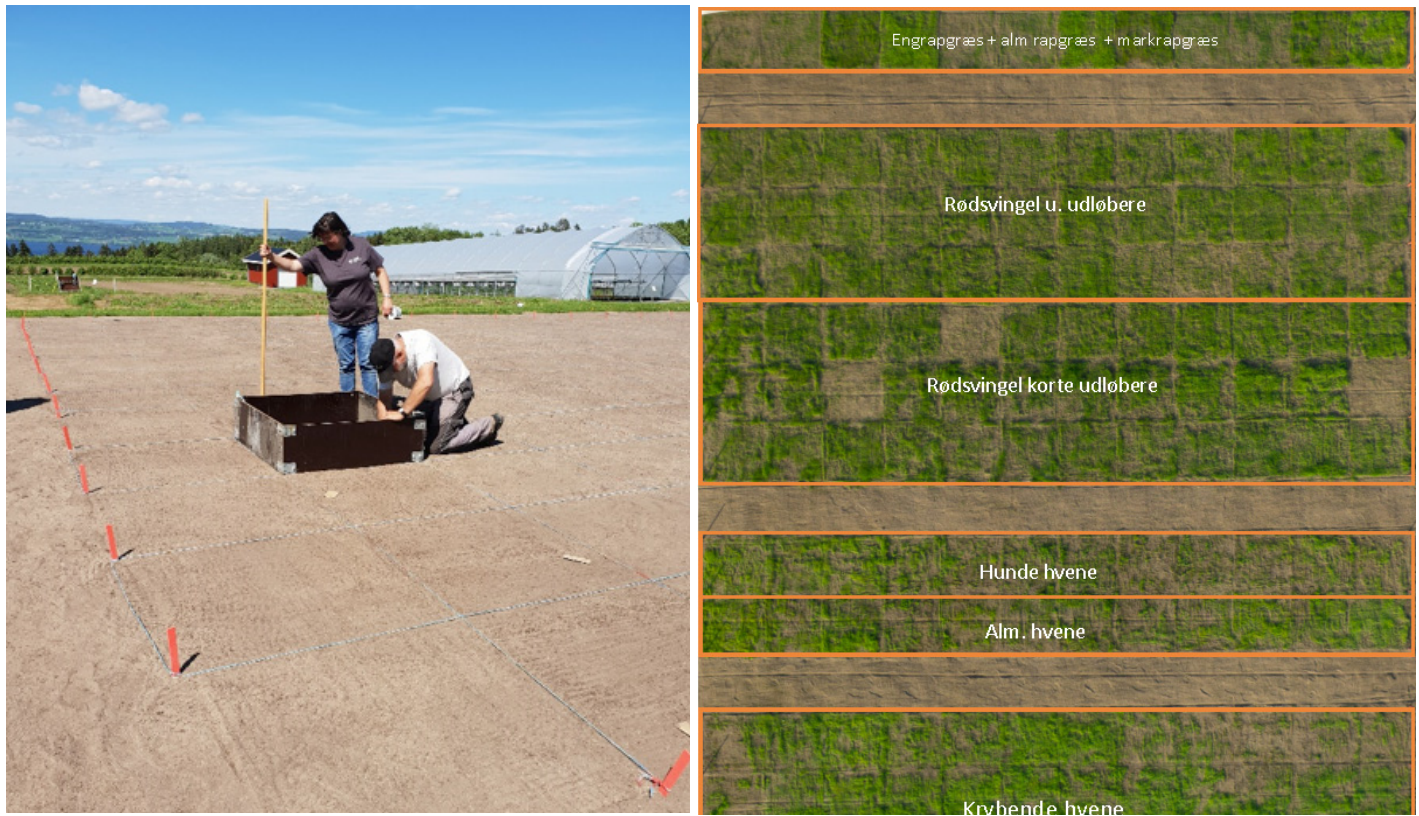 Engrapgræs + alm rapgræs + markrapgræs
Rødsvingel u. udløbere
Rødsvingel korte udløbere
Hunde hvene
Alm. hvene
Krybende hvene